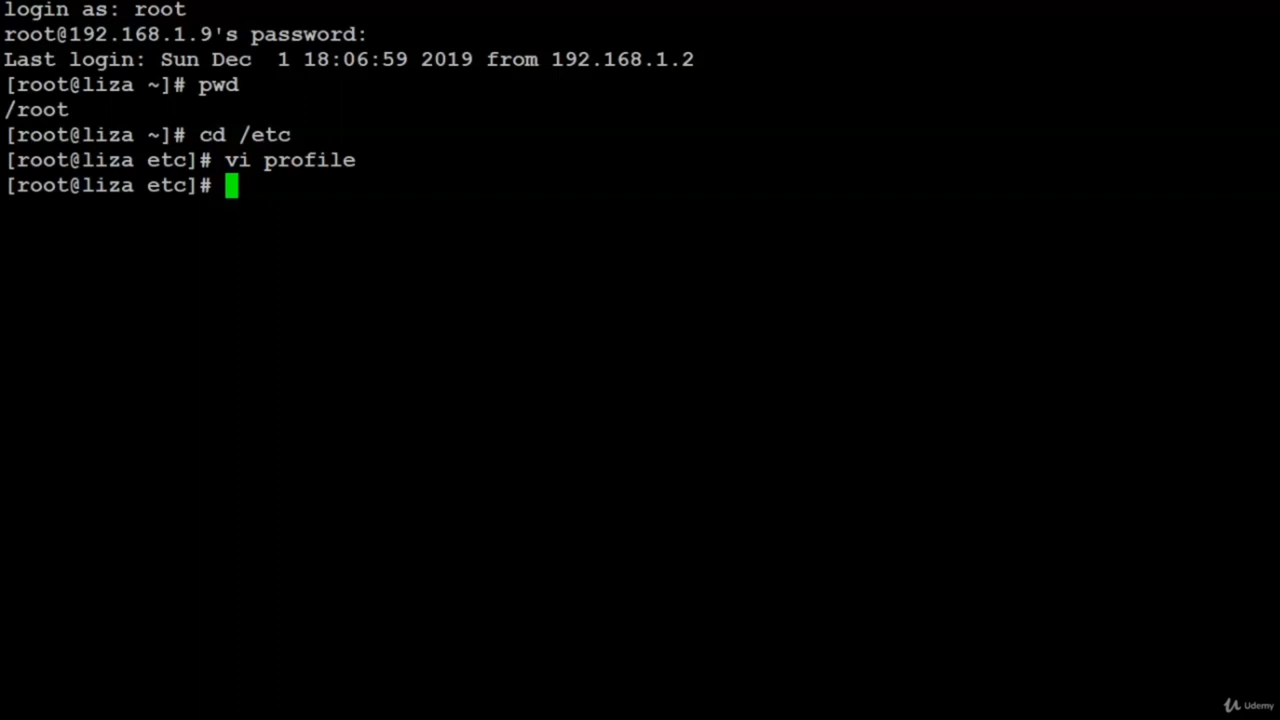 login as: root
root@192.168.1.9's password:
Last login: Sun Dec  1 18:06:59 2019 from 192.168.1.2
[root@liza ~]# pwd
/root
[root@liza ~]# cd /etc
[root@liza etc]# vi profile
[root@liza etc]#
Udemy